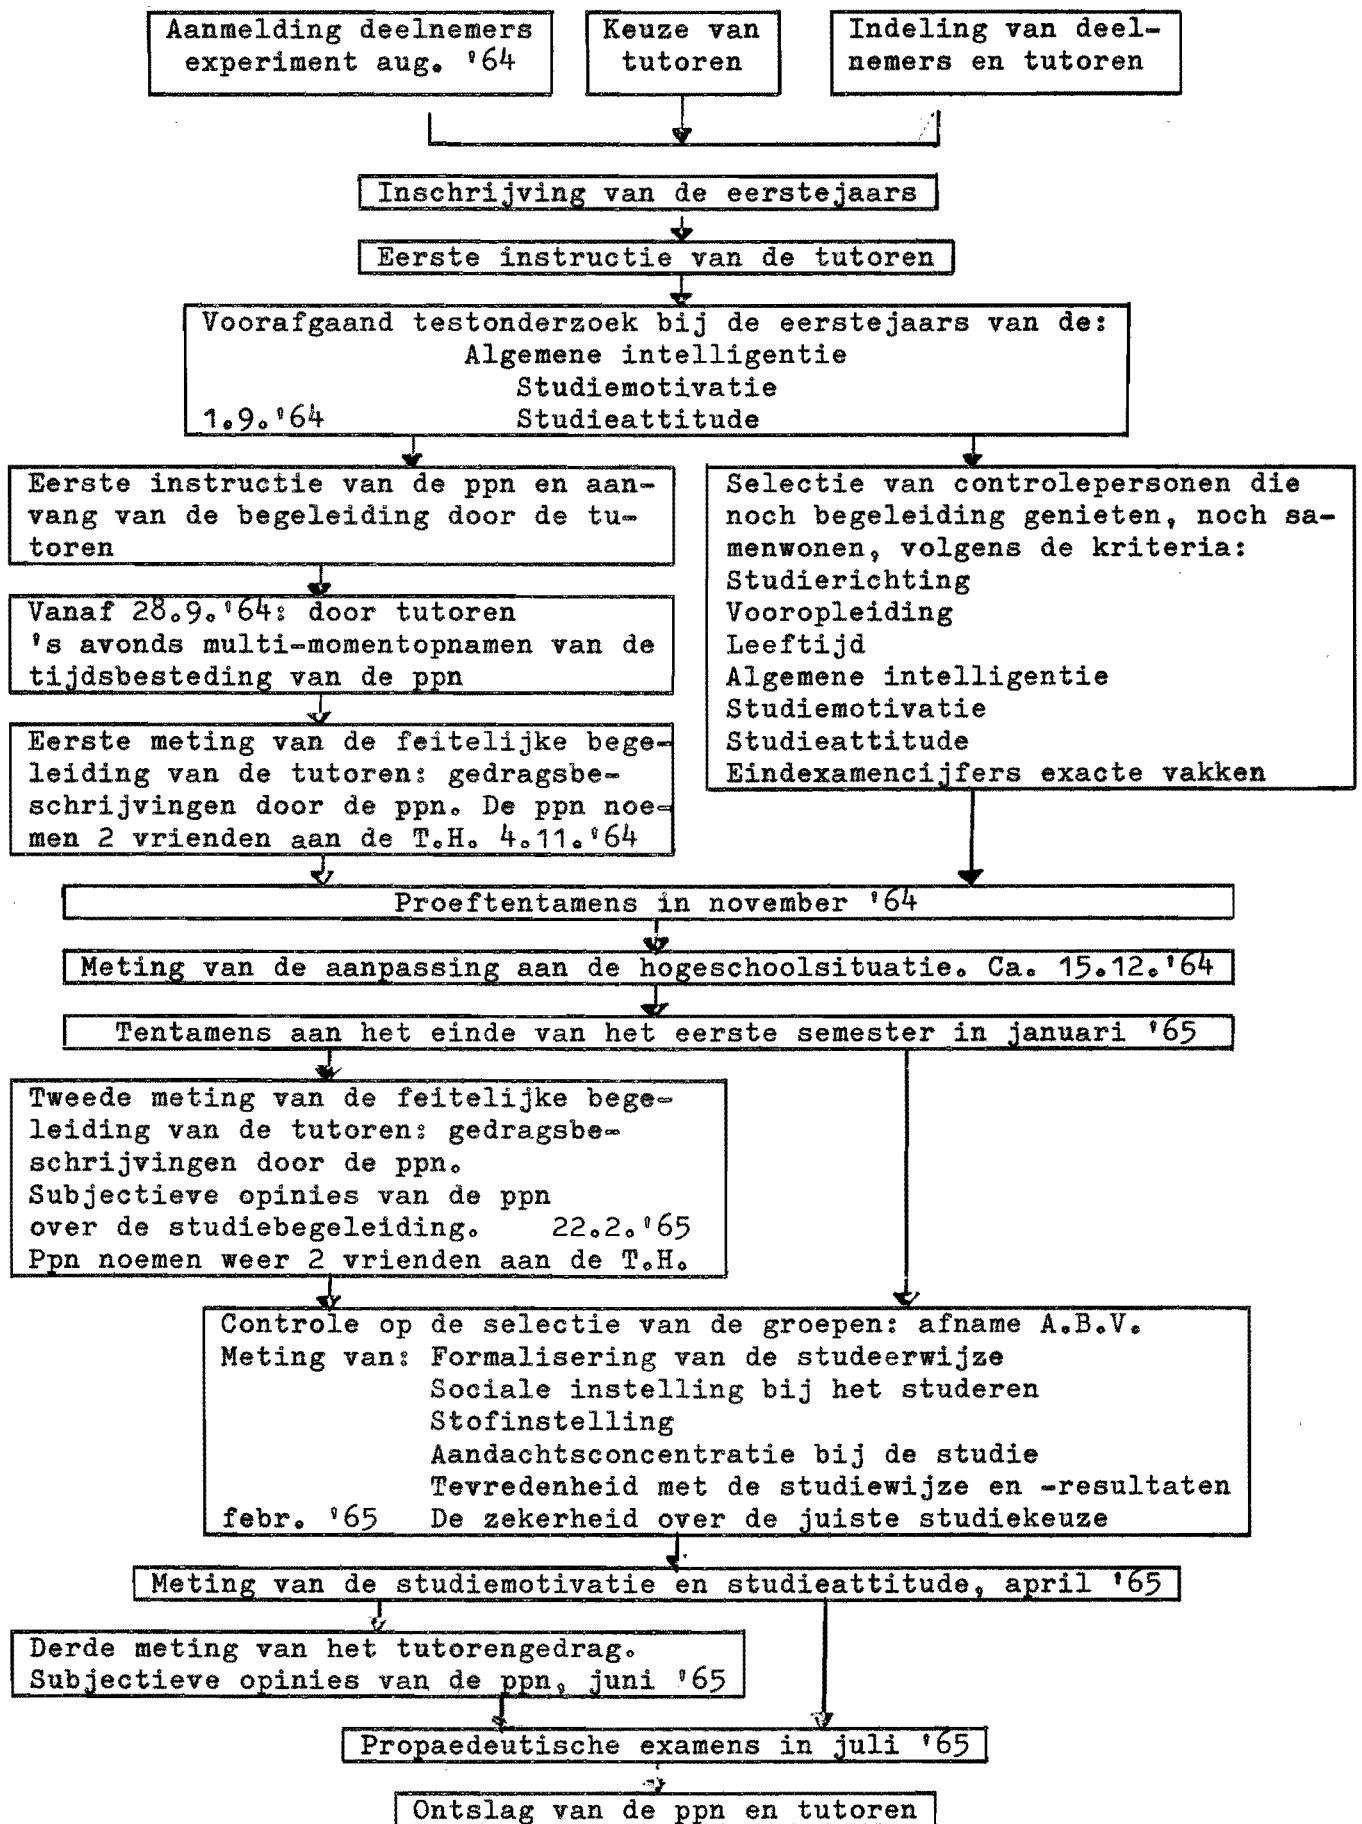 Aanmelding deelnemers
experiment aug. '64
Keuze van
tutoren
Indeling van deel-
nemers en tutoren
Inschrijving van de eerstejaars
Eerste instructie van de tutoren
Voorafgaand testonderzoek bij de eerstejaars van de:
Algemene intelligentie
Studiemotivatie
1.9.'64 Studieattitude
Eerste instructie van de ppn en aan-
vang van de begeleiding door de tu-
toren
Vanaf 28.9.'64: door tutoren
's avonds multi-momentopnamen van de
tijdsbesteding van de ppn
Eerste meting van de feitelijke bege-
leiding van de tutoren: gedragsbe-
schrijvingen door de ppn. De ppn noe-
men 2 vrienden aan de T.H. 4.11.'64
Selectie van controlepersonen die
noch begeleiding genieten, noch sa-
menwonen, volgens de kriteria:
Studierichting
Vooropleiding
Leeftijd
Algemene intelligentie
Studiemotivatie
Studieattitude
Eindexamencijfers exacte vakken
Proeftentamens in november '64
Meting van de aanpassing aan de hogeschoolsituatie. Ca. 15.12.'64
Tentamens aan het einde van het eerste semester in januari '65
Tweede meting van de feitelijke bege-
leiding van de tutoren: gedragsbe-
schrijvingen door de ppn.
Subjectieve opinies van de ppn
over de studiebegeleiding. 22.2.'65
Ppn noemen weer 2 vrienden aan de T.H.
Controle op de selectie van de groepen: afname A.B.V.
Meting van: Formalisering van de studeerwijze
Sociale instelling bij het studeren
Stofinstelling
Aandachtsconcentratie bij de studie
Tevredenheid met de studiewijze en -resultaten
febr. '65 De zekerheid over de juiste studiekeuze
Meting van de studiemotivatie en studieattitude, april '65
Derde meting van het tutorengedrag.
Subjectieve opinies van de ppn, juni '65
Propaedeutische examens in juli '65
Ontslag van de ppn en tutoren